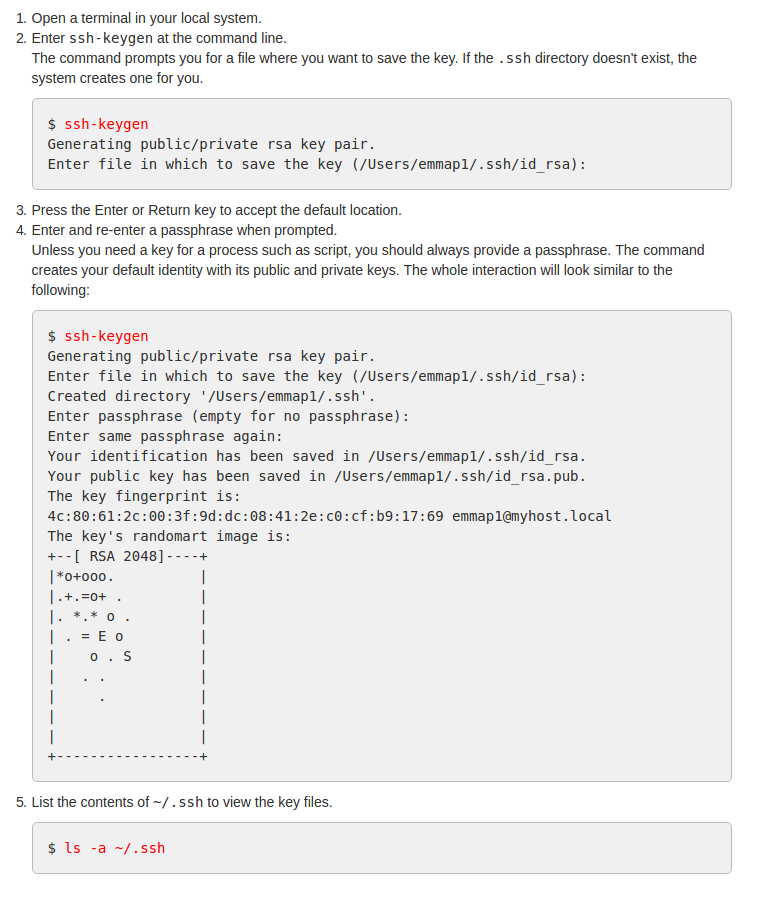 1. Open a terminal in your local system.
2. Enter ssh-keygen at the command line.
The command prompts you for a file where you want to save the key. If the .ssh directory doesn't exist, the
system creates one for you.
$ ssh-keygen
Generating public/private rsa key pair.
Enter file in which to save the key (/Users/emmap1/.ssh/id_rsa):
3. Press the Enter or Return key to accept the default location.
4. Enter and re-enter a passphrase when prompted.
Unless you need a key for a process such as script, you should always provide a passphrase. The command
creates your default identity with its public and private keys. The whole interaction will look similar to the
following:
$ ssh-keygen
Generating public/private rsa key pair.
Enter file in which to save the key (/Users/emmap1/.ssh/id_rsa):
Created directory '/Users/emmap1/.ssh'.
Enter passphrase (empty for no passphrase):
Enter same passphrase again:
Your identification has been saved in /Users/emmap1/.ssh/id_rsa.
Your public key has been saved in /Users/emmap1/.ssh/id_rsa.pub.
The key fingerprint is:
4c:80:61:2c:00:3f:9d:dc:08:41:2e:c0:cf:b9:17:69 emmap1@myhost.local
The key's randomart image is:
+--[ RSA 2048]----+
|*o+ooo.          |
|.+.=o+ .         |
|. *.* o .        |
| . = E o         |
|    o . S        |
|   . .           |
|     .           |
|                 |
|                 |
+-----------------+
5. List the contents of ~/.ssh to view the key files.
$ ls -a ~/.ssh